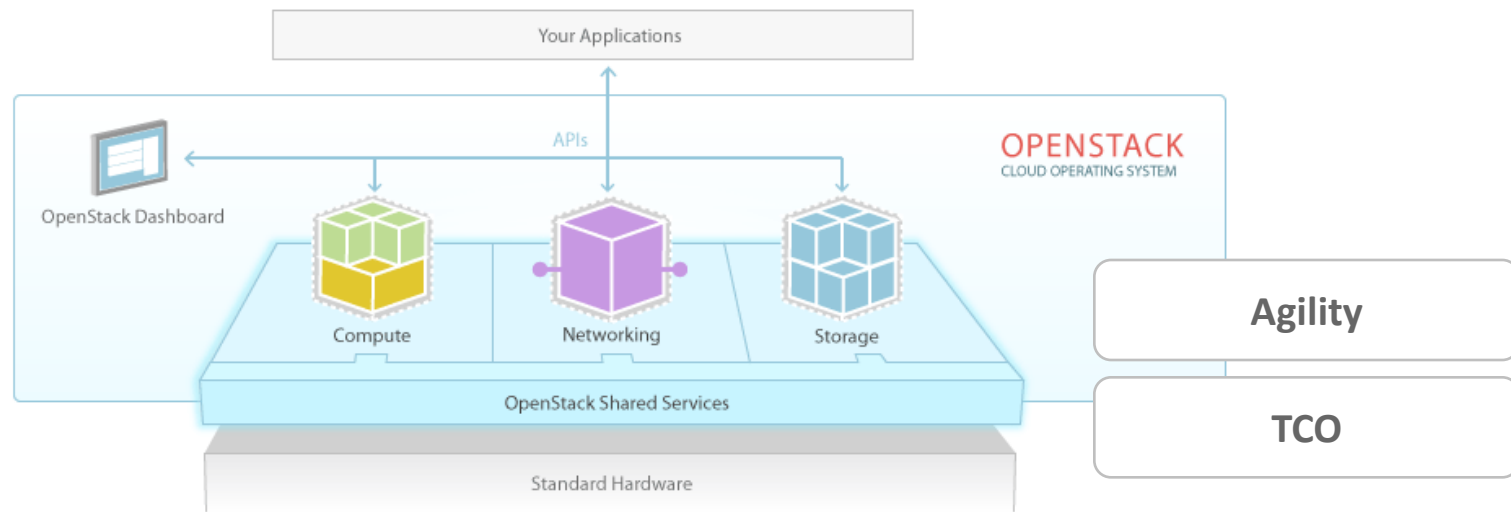 Your Applications
APIs
OPENSTACK
CLOUD OPERATING SYSTEM
OpenStack Dashboard
Compute
Networking
Storage
Agility
OpenStack Shared Services
TCO
Standard Hardware